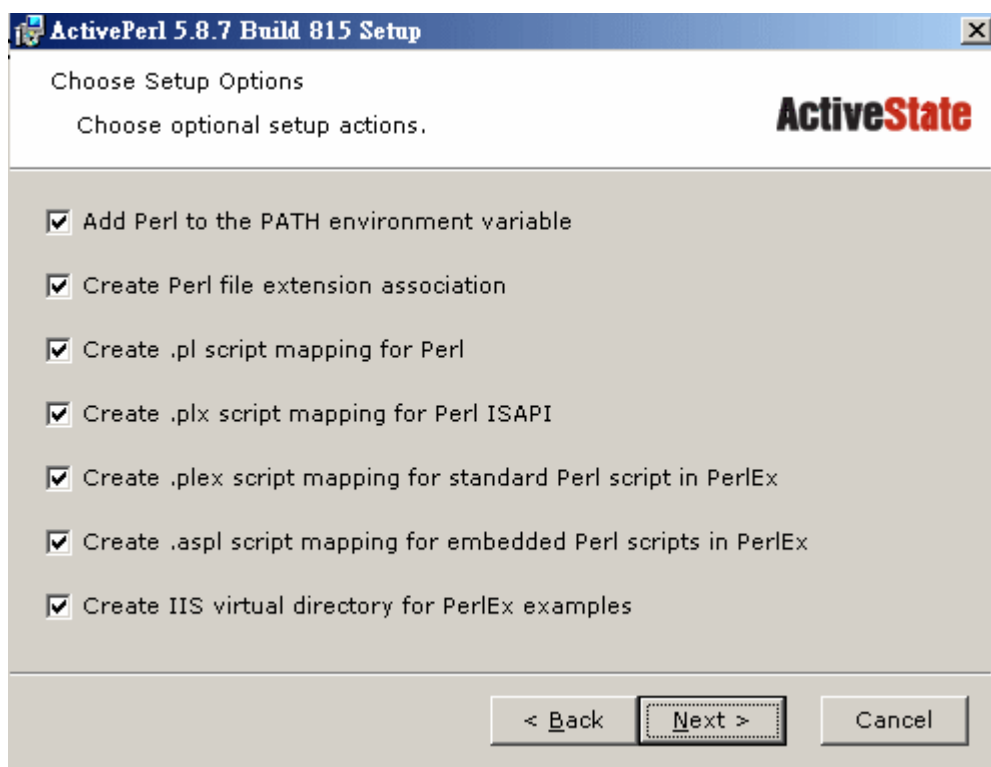 ActivePerl 5.8.7 Build 815 Setup
Choose Setup Options
Choose optional setup actions.
ActiveState
Add Perl to the PATH environment variable
Create Perl file extension association
Create .pl script mapping for Perl
Create .plx script mapping for Perl ISAPI
Create .plex script mapping for standard Perl script in PerlEx
Create .aspl script mapping for embedded Perl scripts in PerlEx
Create IIS virtual directory for PerlEx examples
< Back
Next >
Cancel